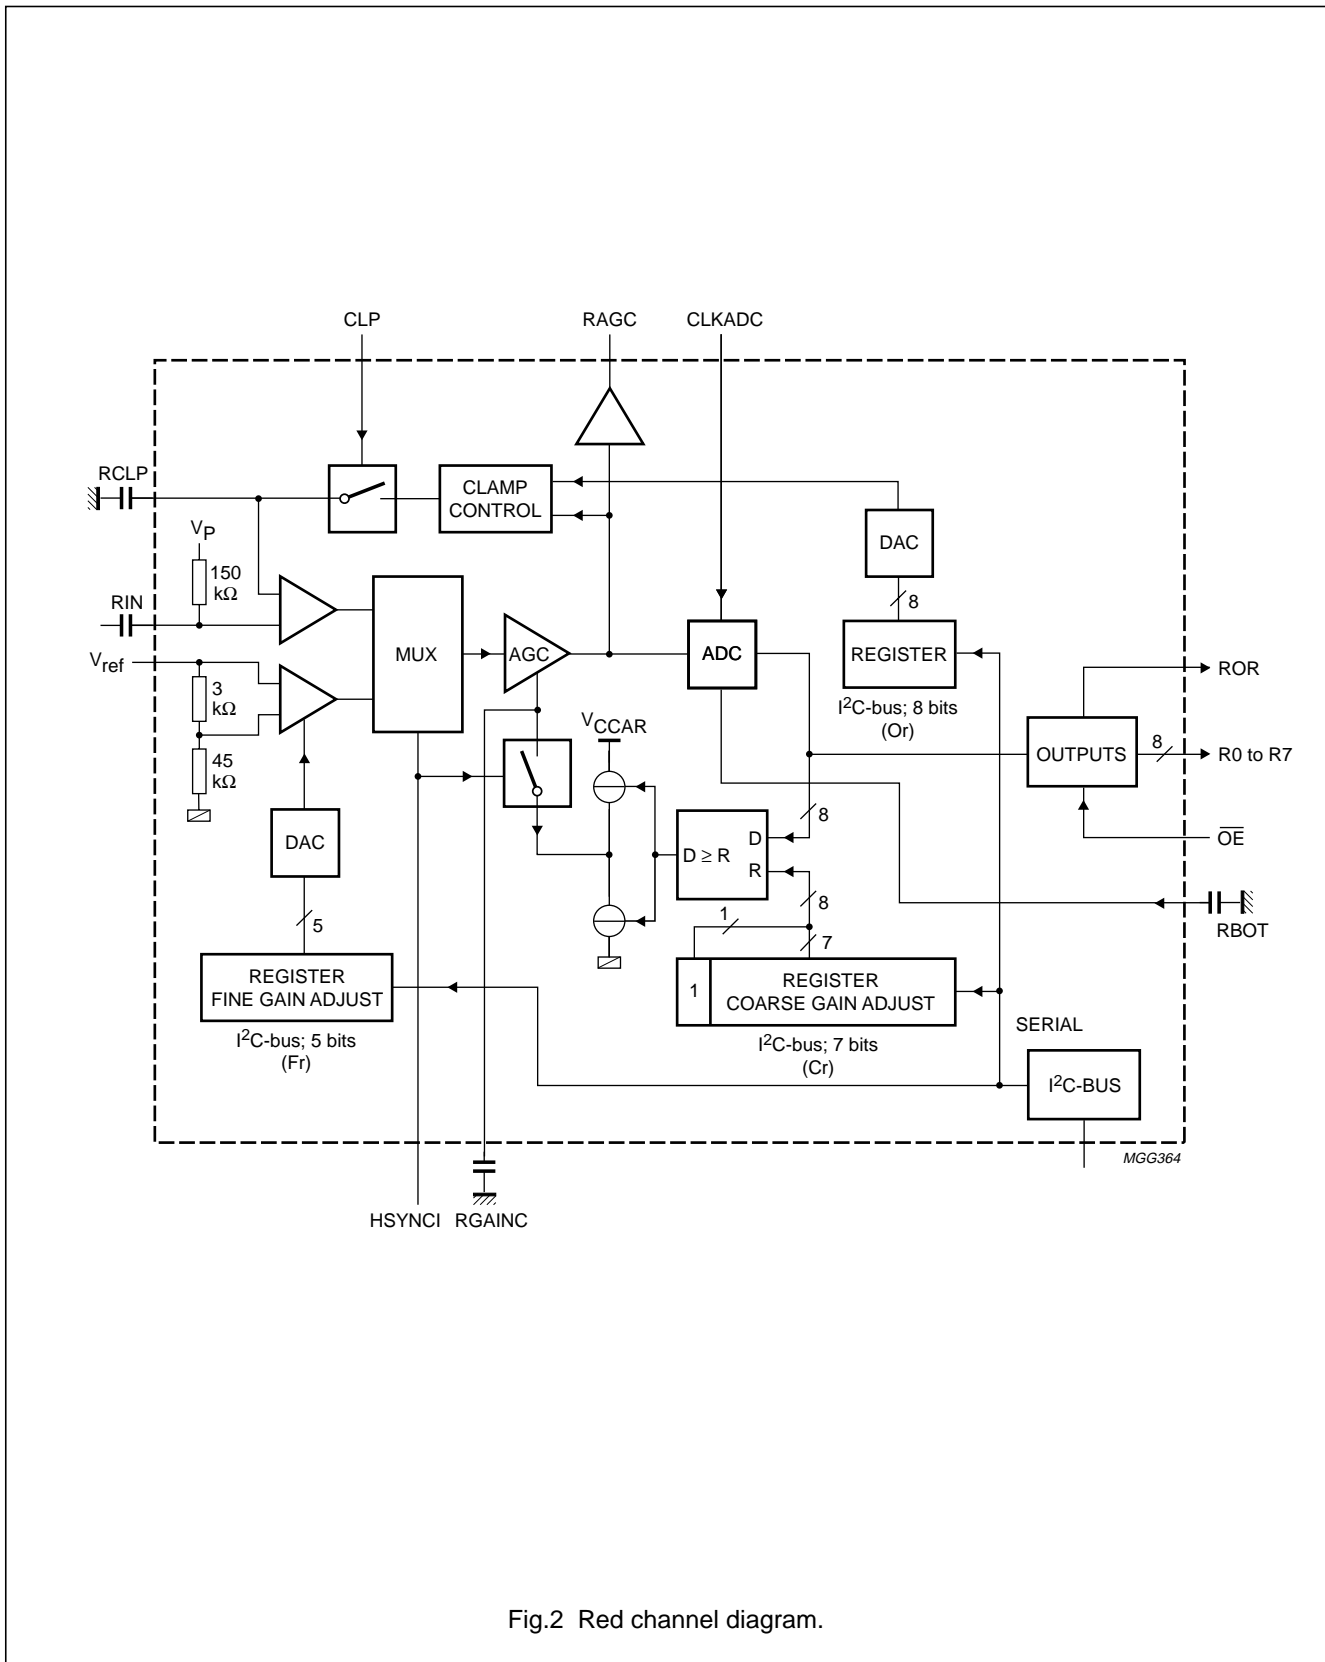 CLP
RAGC
CLKADC
RCLP
CLAMP
CONTROL
DAC
VP
150
kΩ
8
RIN
MUX
AGC
ADC
REGISTER
Vref
ROR
3
kΩ
I²C-bus; 8 bits
(Or)
VCCAR
OUTPUTS
8
R0 to R7
45
kΩ
8
DAC
D ≥ R
D
R
OE
8
1
5
7
RBOT
REGISTER
FINE GAIN ADJUST
1
REGISTER
COARSE GAIN ADJUST
SERIAL
I²C-bus; 5 bits
(Fr)
I²C-bus; 7 bits
(Cr)
I²C-BUS
MGG364
HSYNCI
RGAINC
Fig.2 Red channel diagram.